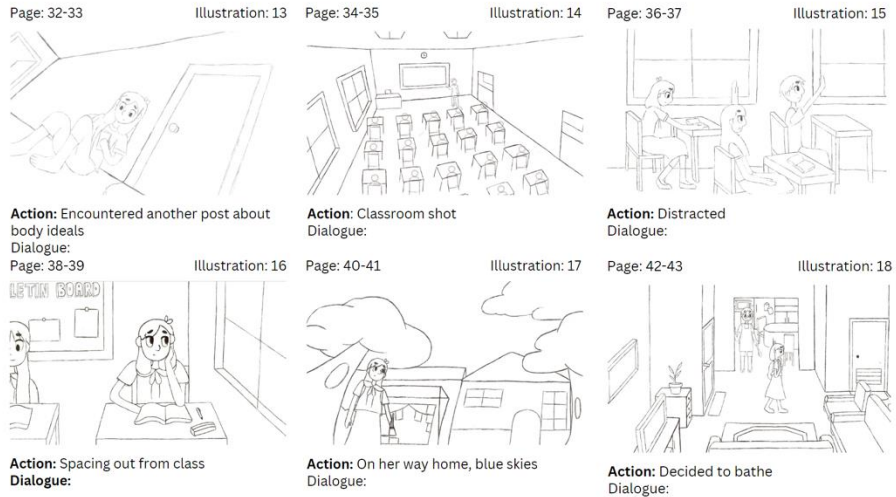 Page: 32-33
Illustration: 13
Page: 34-35
Illustration: 14
Page: 36-37
Illustration: 15
Action: Encountered another post about
body ideals
Dialogue:
Action: Classroom shot
Dialogue:
Action: Distracted
Dialogue:
Page: 38-39
Illustration: 16
Page: 40-41
Illustration: 17
Page: 42-43
Illustration: 18
LETIN BOARD
Action: Spacing out from class
Dialogue:
Action: On her way home, blue skies
Dialogue:
Action: Decided to bathe
Dialogue: